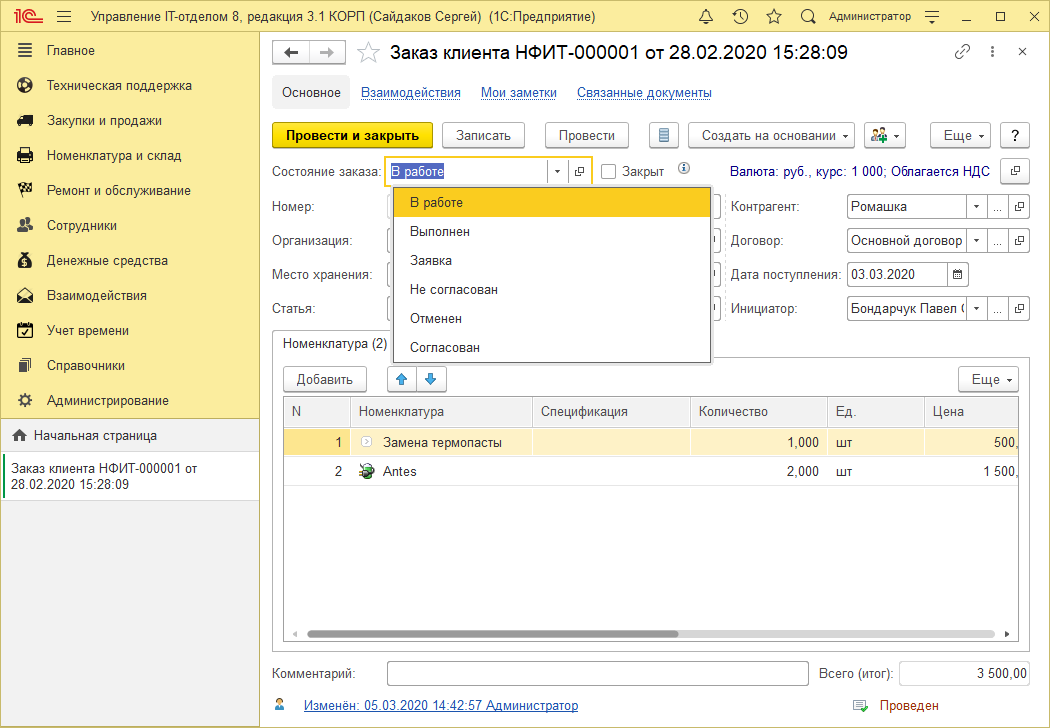 1С Управление IT-отделом 8, редакция 3.1 КОРП (Сайдаков Сергей) (1С:Предприятие) Администратор
Главное
Техническая поддержка
Закупки и продажи
Номенклатура и склад
Ремонт и обслуживание
Сотрудники
Денежные средства
Взаимодействия
Учет времени
Справочники
Администрирование
Начальная страница
Заказ клиента НФИТ-000001 от
28.02.2020 15:28:09
Заказ клиента НФИТ-000001 от 28.02.2020 15:28:09
Основное Взаимодействия Мои заметки Связанные документы
Провести и закрыть Записать Провести Создать на основании Еще ?
Состояние заказа: В работе Закрыт Валюта: руб., курс: 1 000; Облагается НДС
Номер: Контрагент: Ромашка ...
Организация: Договор: Основной договор ...
Место хранения: Дата поступления: 03.03.2020
Статья: Инициатор: Бондарчук Павел ...
В работе
Выполнен
Заявка
Не согласован
Отменен
Согласован
Номенклатура (2)
Добавить Еще
N Номенклатура Спецификация Количество Ед. Цена
1 Замена термопасты 1,000 шт 500,
2 Antes 2,000 шт 1 500,
Комментарий: Всего (итог): 3 500,00
Изменён: 05.03.2020 14:42:57 Администратор Проведен